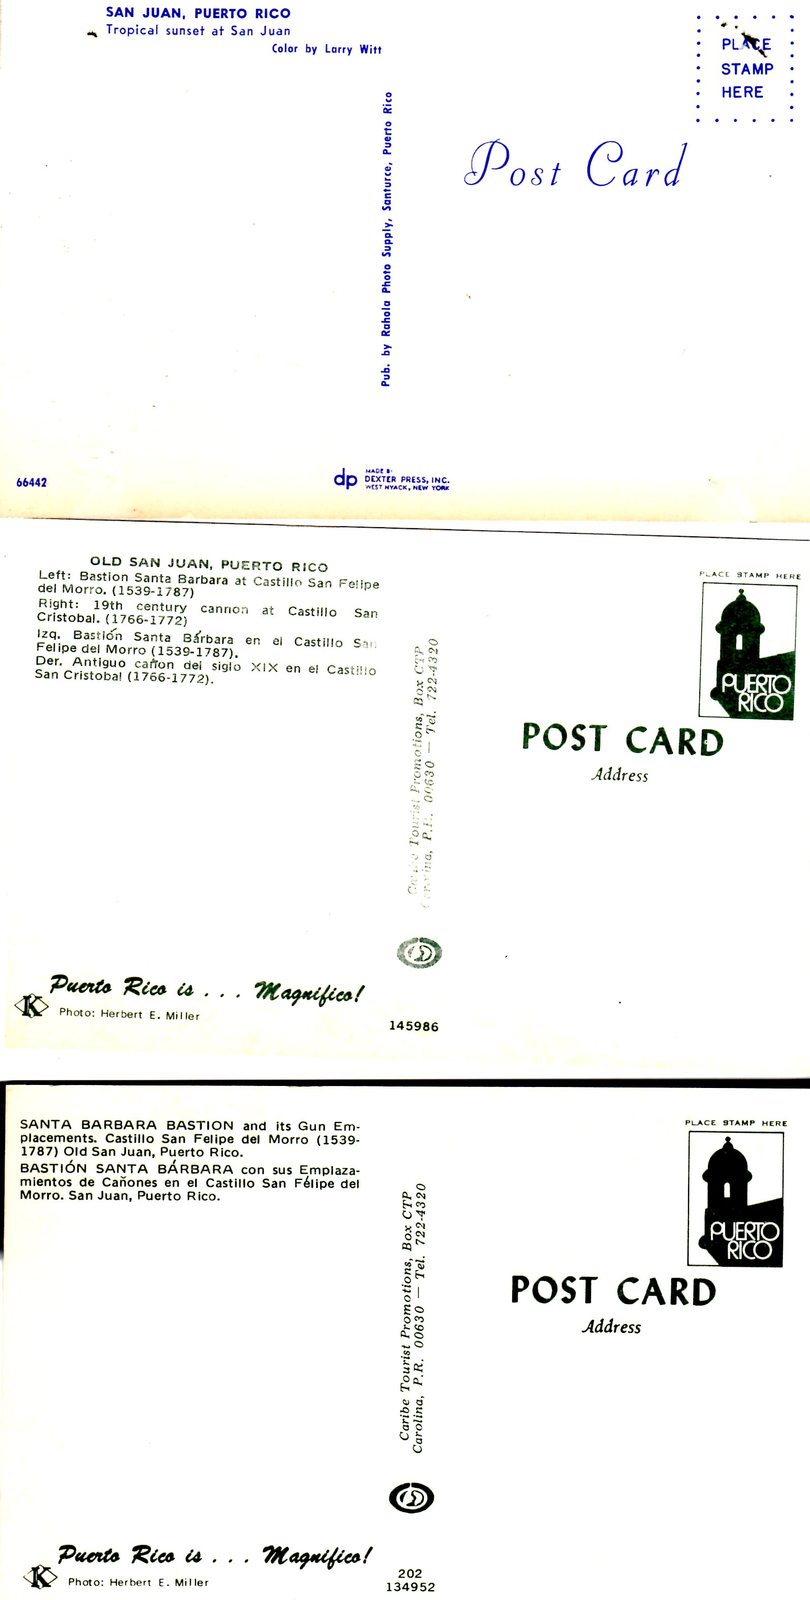 SAN JUAN, PUERTO RICO
Tropical sunset at San Juan
Color by Larry Witt
PLACE
STAMP
HERE
Post Card
Pub. by Rahola Photo Supply, Santurce, Puerto Rico
66442
dp
MADE BY
DEXTER PRESS, INC.
WEST NYACK, NEW YORK
OLD SAN JUAN, PUERTO RICO
Left: Bastion Santa Barbara at Castillo San Felipe
del Morro. (1539-1787)
Right: 19th century cannon at Castillo San
Cristobal. (1766-1772)
Izq. Bastión Santa Bárbara en el Castillo San
Felipe del Morro (1539-1787).
Der. Antiguo cañon del siglo XIX en el Castillo
San Cristobal (1766-1772).
PLACE STAMP HERE
PUERTO
RICO
POST CARD
Address
Caribe Tourist Promotions, Box CTP
Carolina, P.R. 00630 — Tel. 722-4320
Puerto Rico is . . . Magnifico!
K
Photo: Herbert E. Miller
145986
SANTA BARBARA BASTION and its Gun Em-
placements. Castillo San Felipe del Morro (1539-
1787) Old San Juan, Puerto Rico.
BASTIÓN SANTA BÁRBARA con sus Emplaza-
mientos de Cañones en el Castillo San Félipe del
Morro. San Juan, Puerto Rico.
PLACE STAMP HERE
PUERTO
RICO
POST CARD
Address
Caribe Tourist Promotions, Box CTP
Carolina, P.R. 00630 — Tel. 722-4320
Puerto Rico is . . . Magnifico!
K
Photo: Herbert E. Miller
202
134952